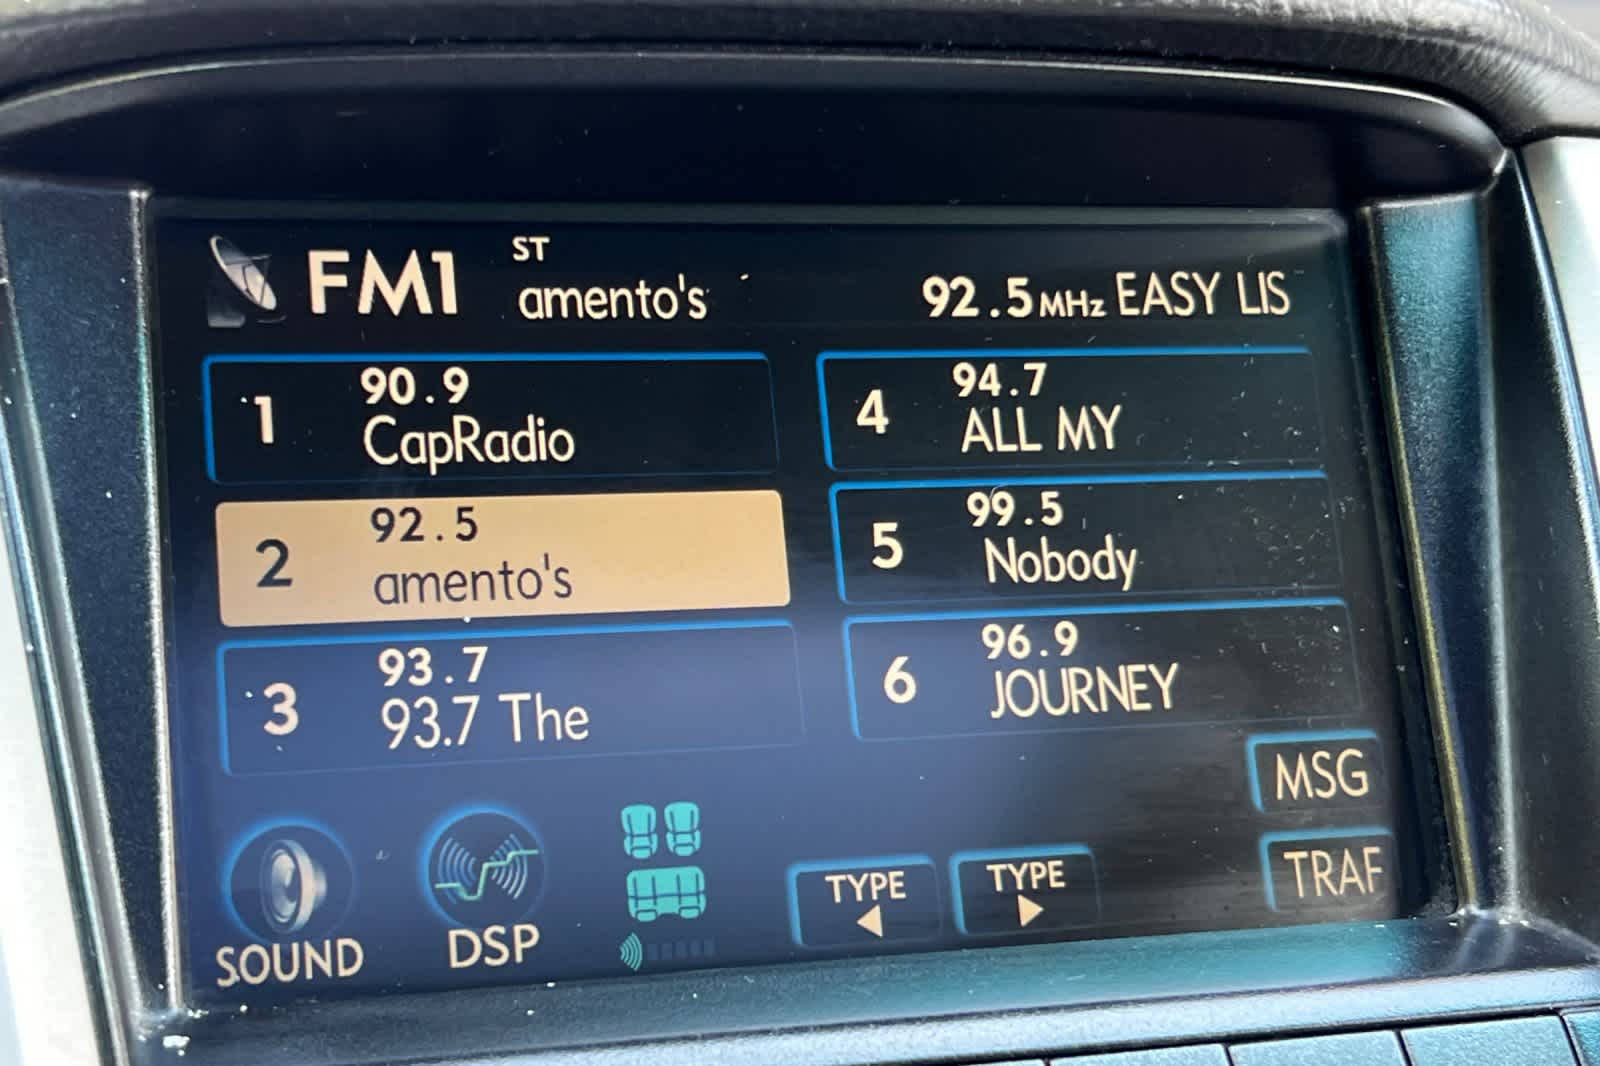 FM1 ST amento's 92.5 MHz EASY LIS
1 90.9
CapRadio
2 92.5
amento's
3 93.7
93.7 The
4 94.7
ALL MY
5 99.5
Nobody
6 96.9
JOURNEY
MSG
TRAF
SOUND
DSP
TYPE
TYPE